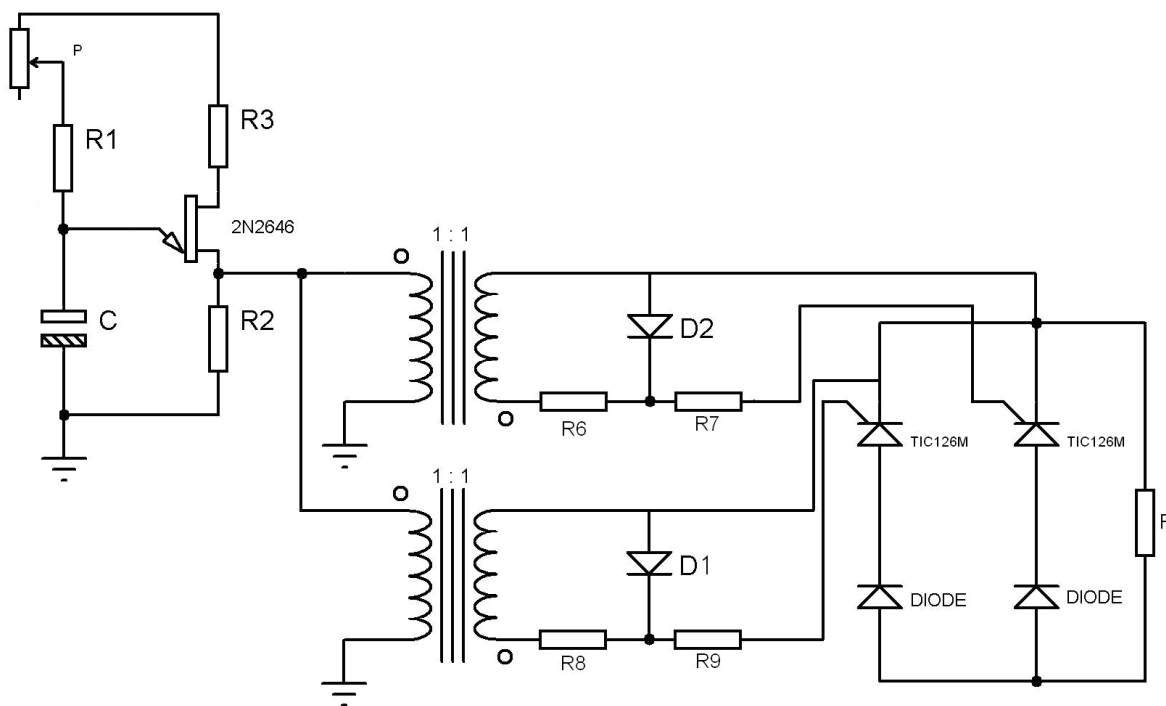 P
R1
R3
2N2646
C
R2
1 : 1
D2
R6
R7
TIC126M
TIC126M
1 : 1
D1
R8
R9
DIODE
DIODE